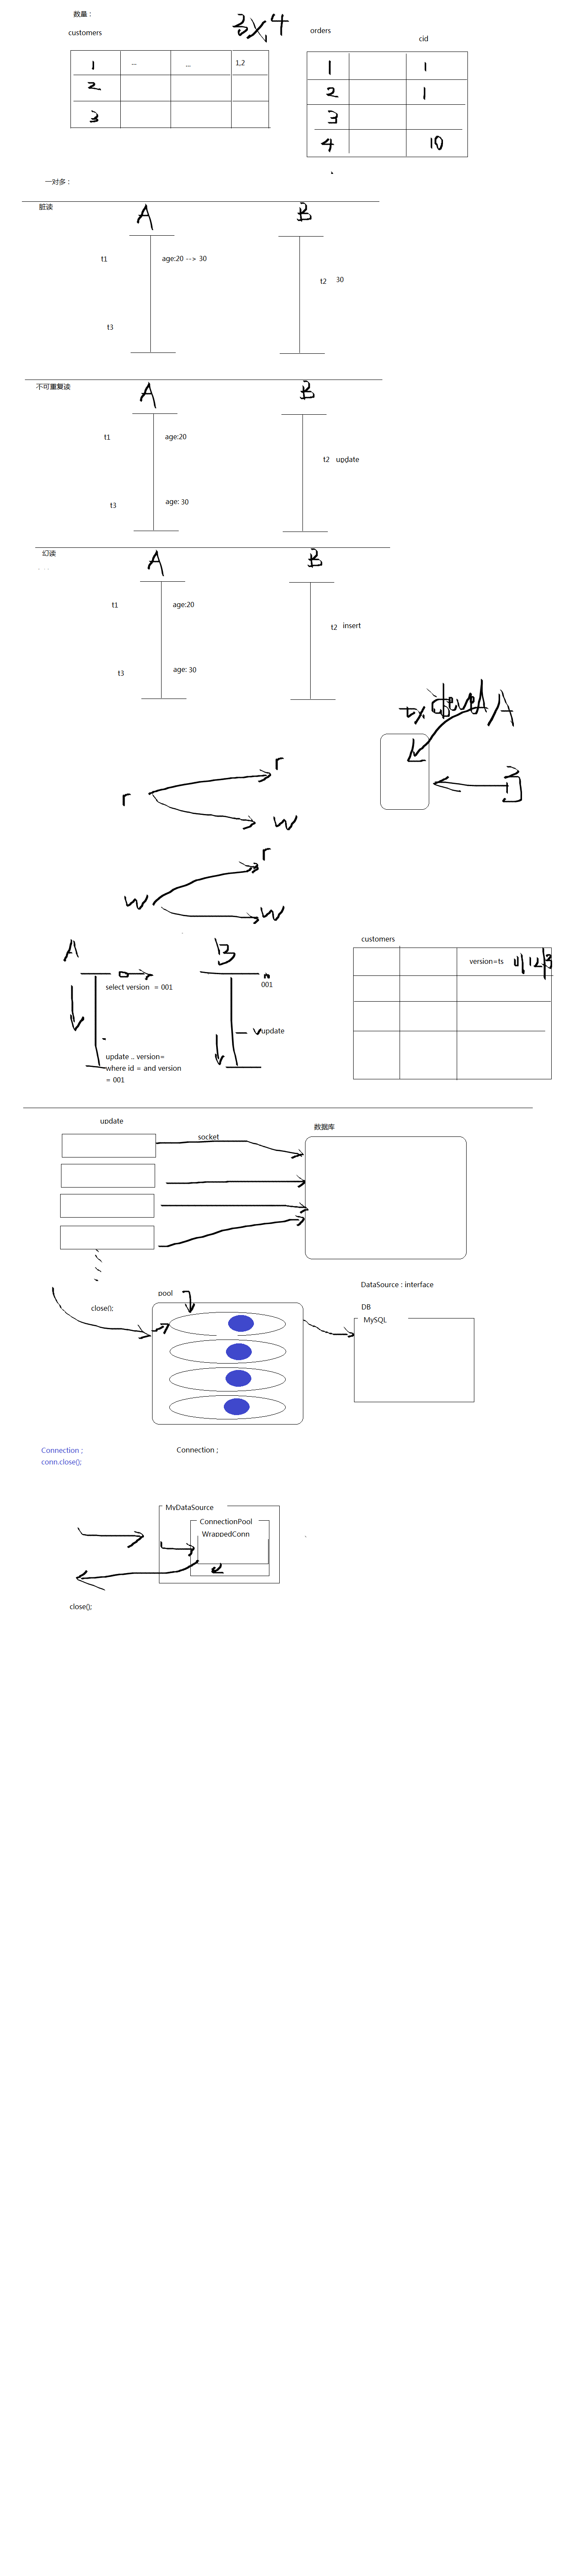 数量：
3X4
customers
orders
cid
1 ... ... 1,2
2
3
1 1
2 1
3
4 10
一对多：
脏读
A B
t1 age:20 --> 30
t2 30
t3
不可重复读
A B
t1 age:20
t2 update
t3 age: 30
幻读
A B
t1 age:20
t2 insert
t3 age: 30
A
r
r
w
r
w
w
A B
customers
select version = 001
001
version=ts
update
update .. version=
where id = and version
= 001
update
数据库
socket
DataSource : interface
pool
close();
DB
MySQL
Connection ;
Connection ;
conn.close();
MyDataSource
ConnectionPool
WrappedConn
close();